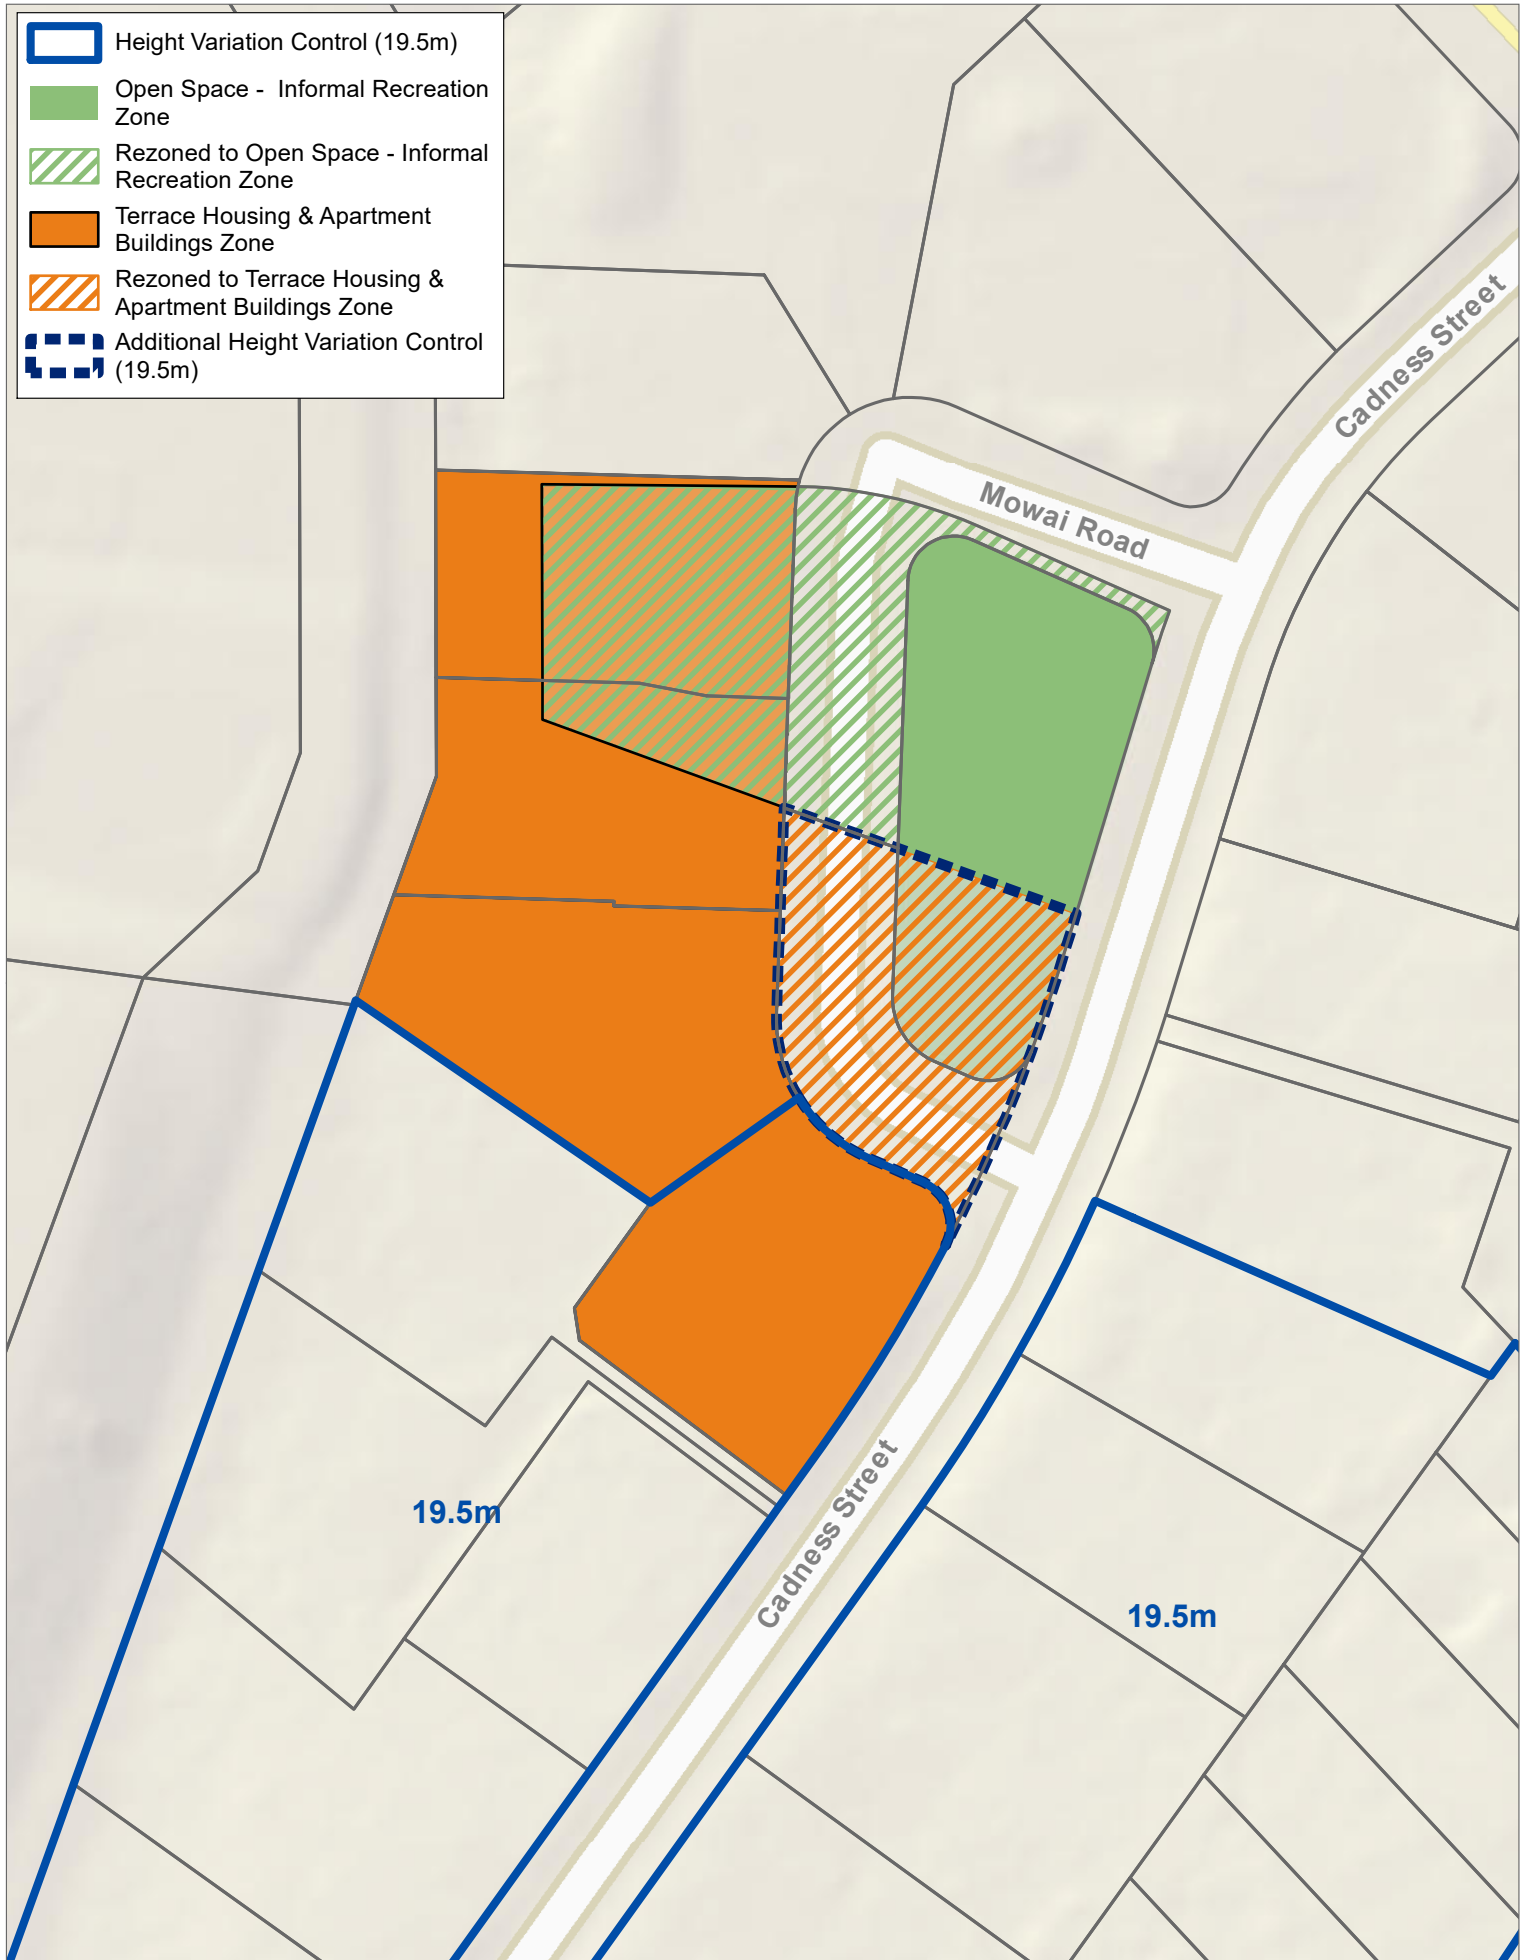 Height Variation Control (19.5m)
Open Space -  Informal Recreation
Zone
Rezoned to Open Space - Informal
Recreation Zone
Terrace Housing & Apartment
Buildings Zone
Rezoned to Terrace Housing &
Apartment Buildings Zone
Additional Height Variation Control
(19.5m)
Cadness Street
Mowai Road
Cadness Street
19.5m
19.5m